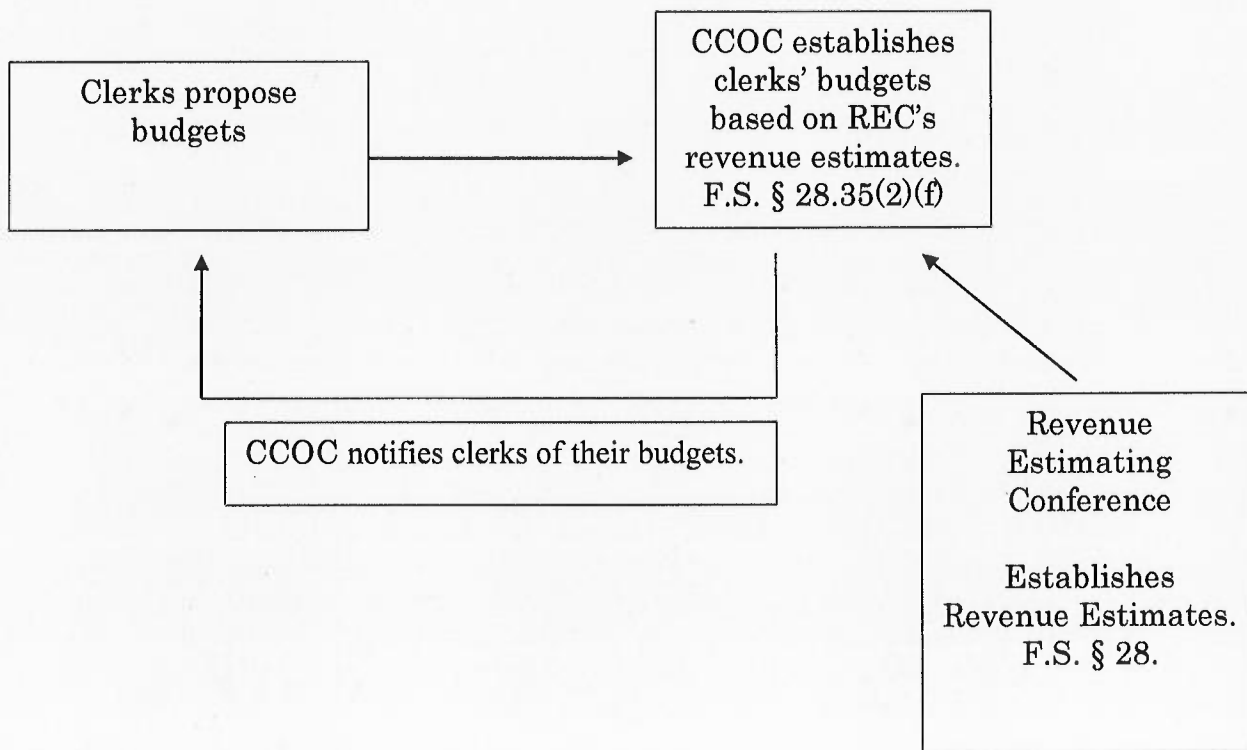 Clerks propose
budgets
CCOC establishes
clerks’ budgets
based on REC’s
revenue estimates.
F.S. § 28.35(2)(f)
CCOC notifies clerks of their budgets.
Revenue
Estimating
Conference
Establishes
Revenue Estimates.
F.S. § 28.